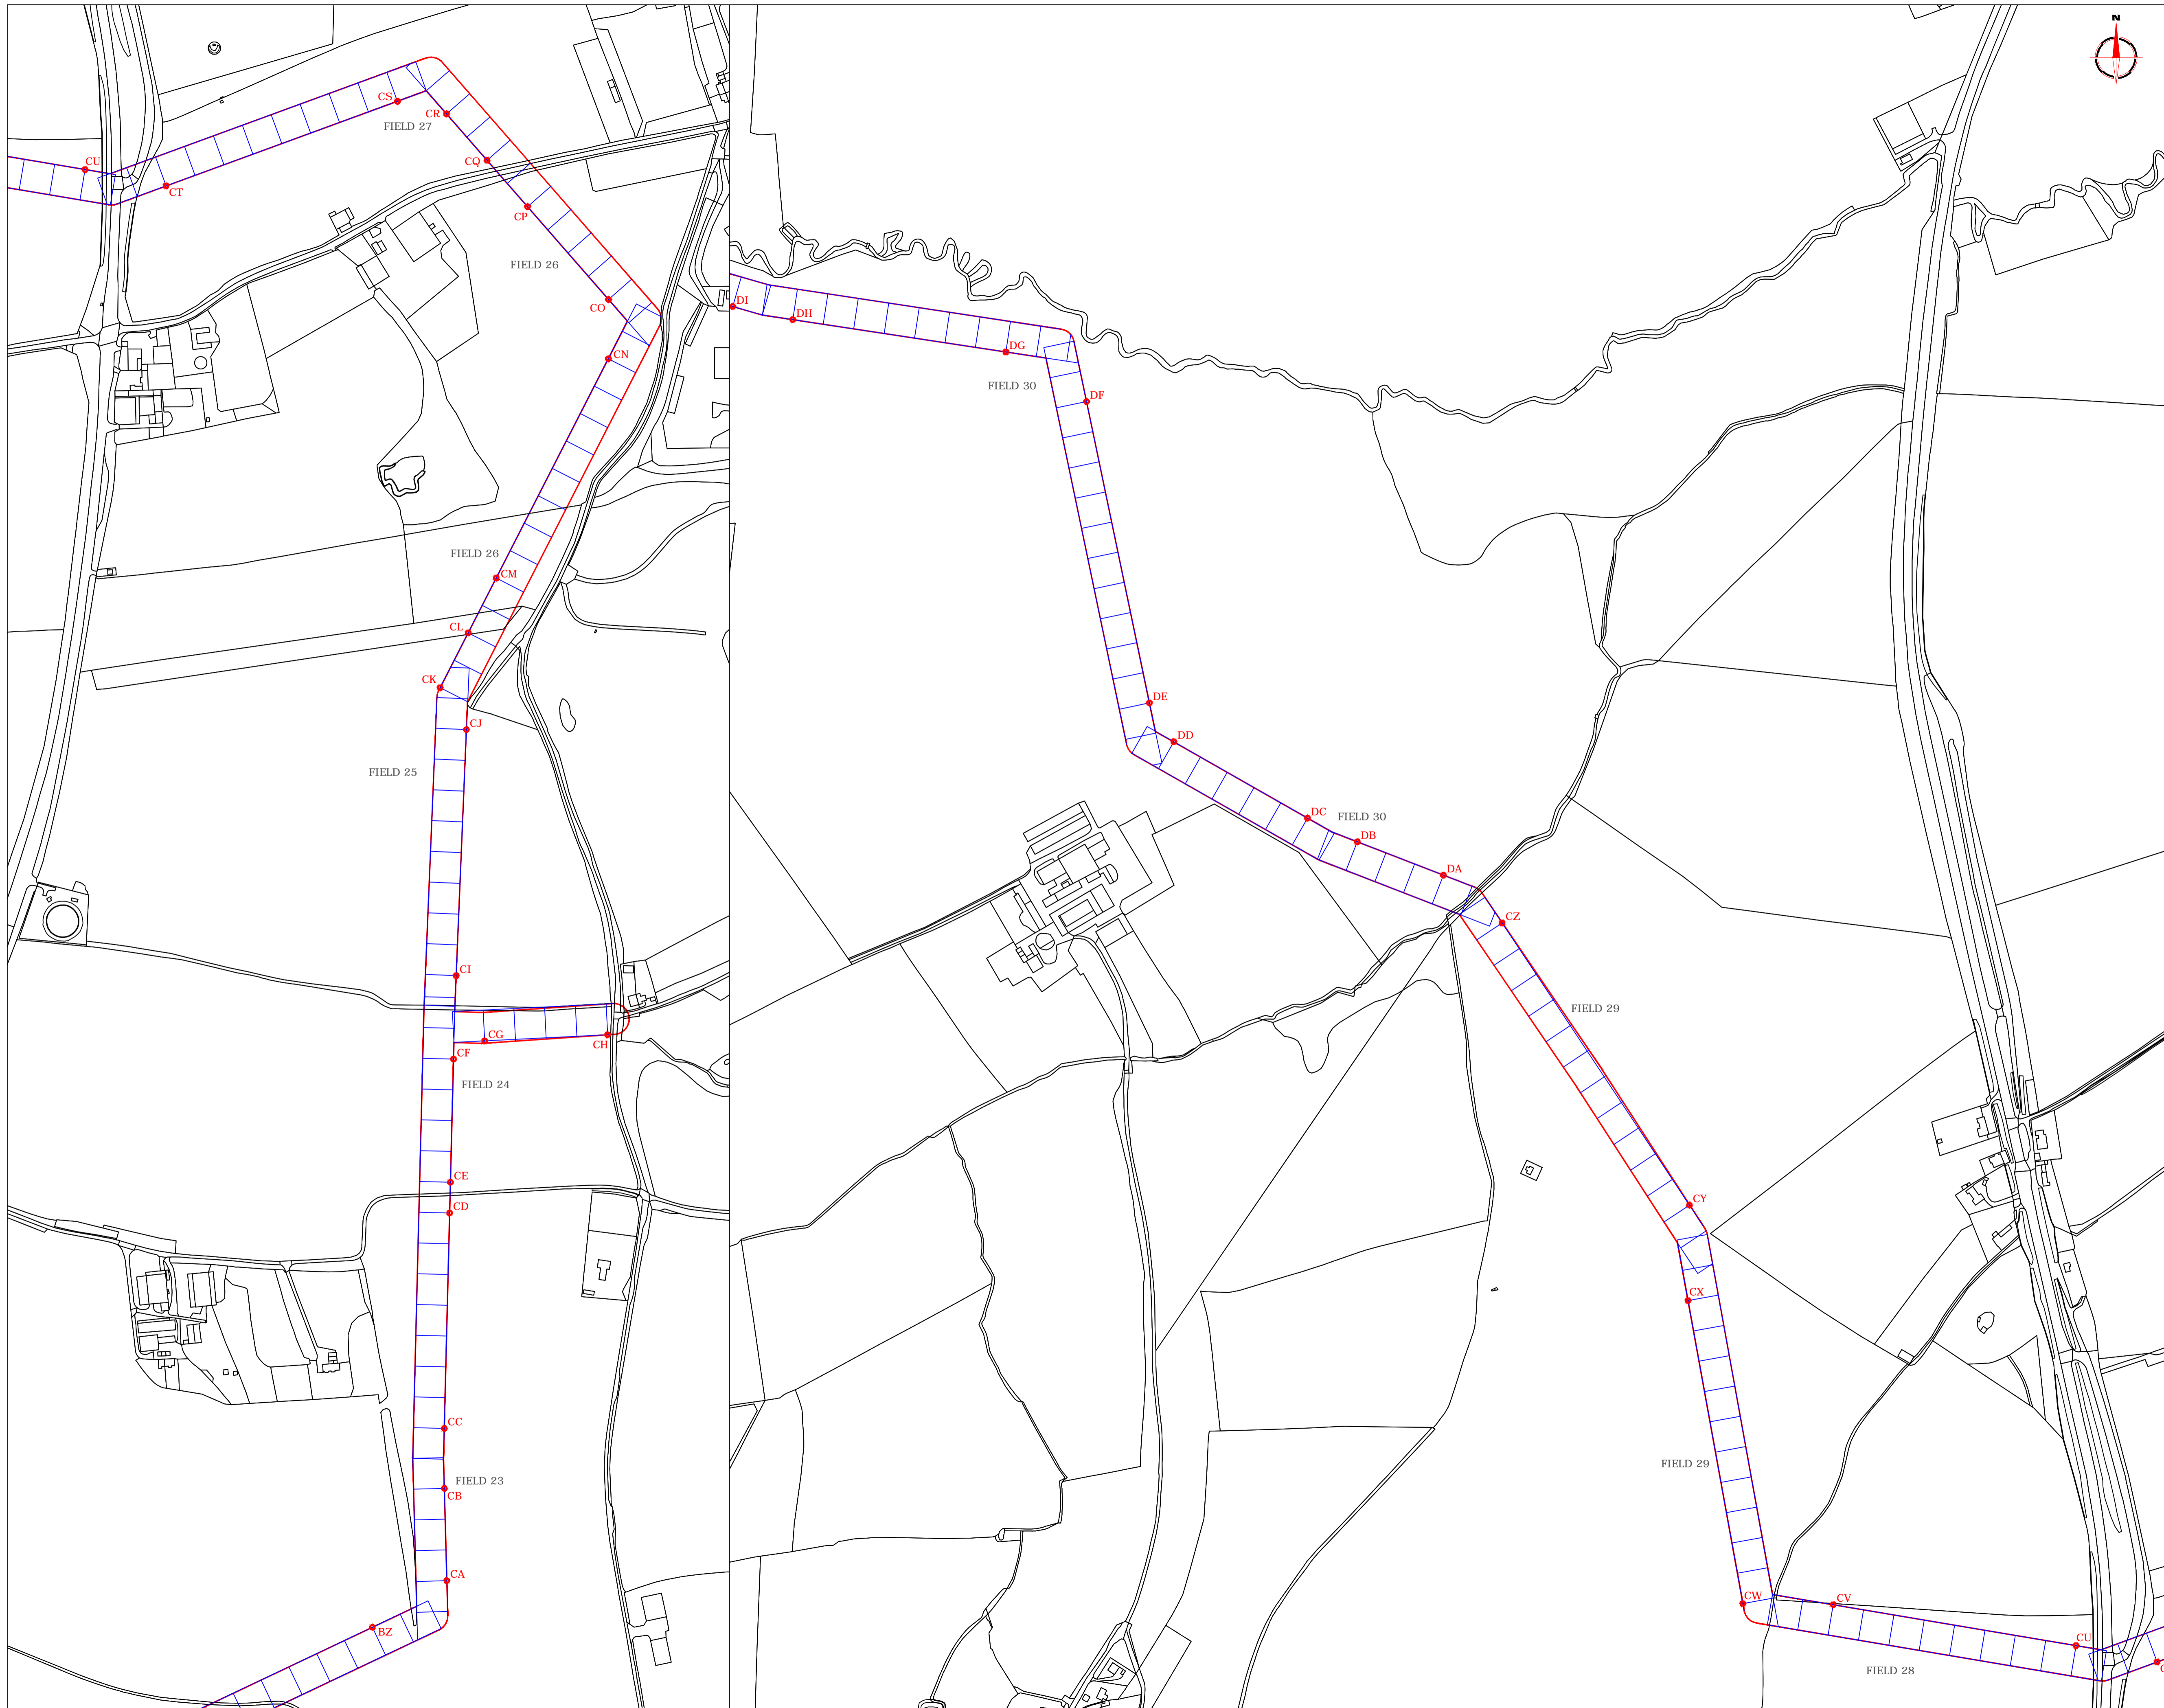 CS
CR
FIELD 27
CQ
CU
CT
CP
FIELD 26
CO
CN
FIELD 26
CM
CL
CK
CJ
FIELD 25
CI
CG
CH
CF
FIELD 24
CE
CD
CC
FIELD 23
CB
CA
BZ
N
DI
DH
DG
FIELD 30
DF
DE
DD
DC
FIELD 30
DB
DA
CZ
FIELD 29
CY
CX
FIELD 29
CW
CV
CU
FIELD 28